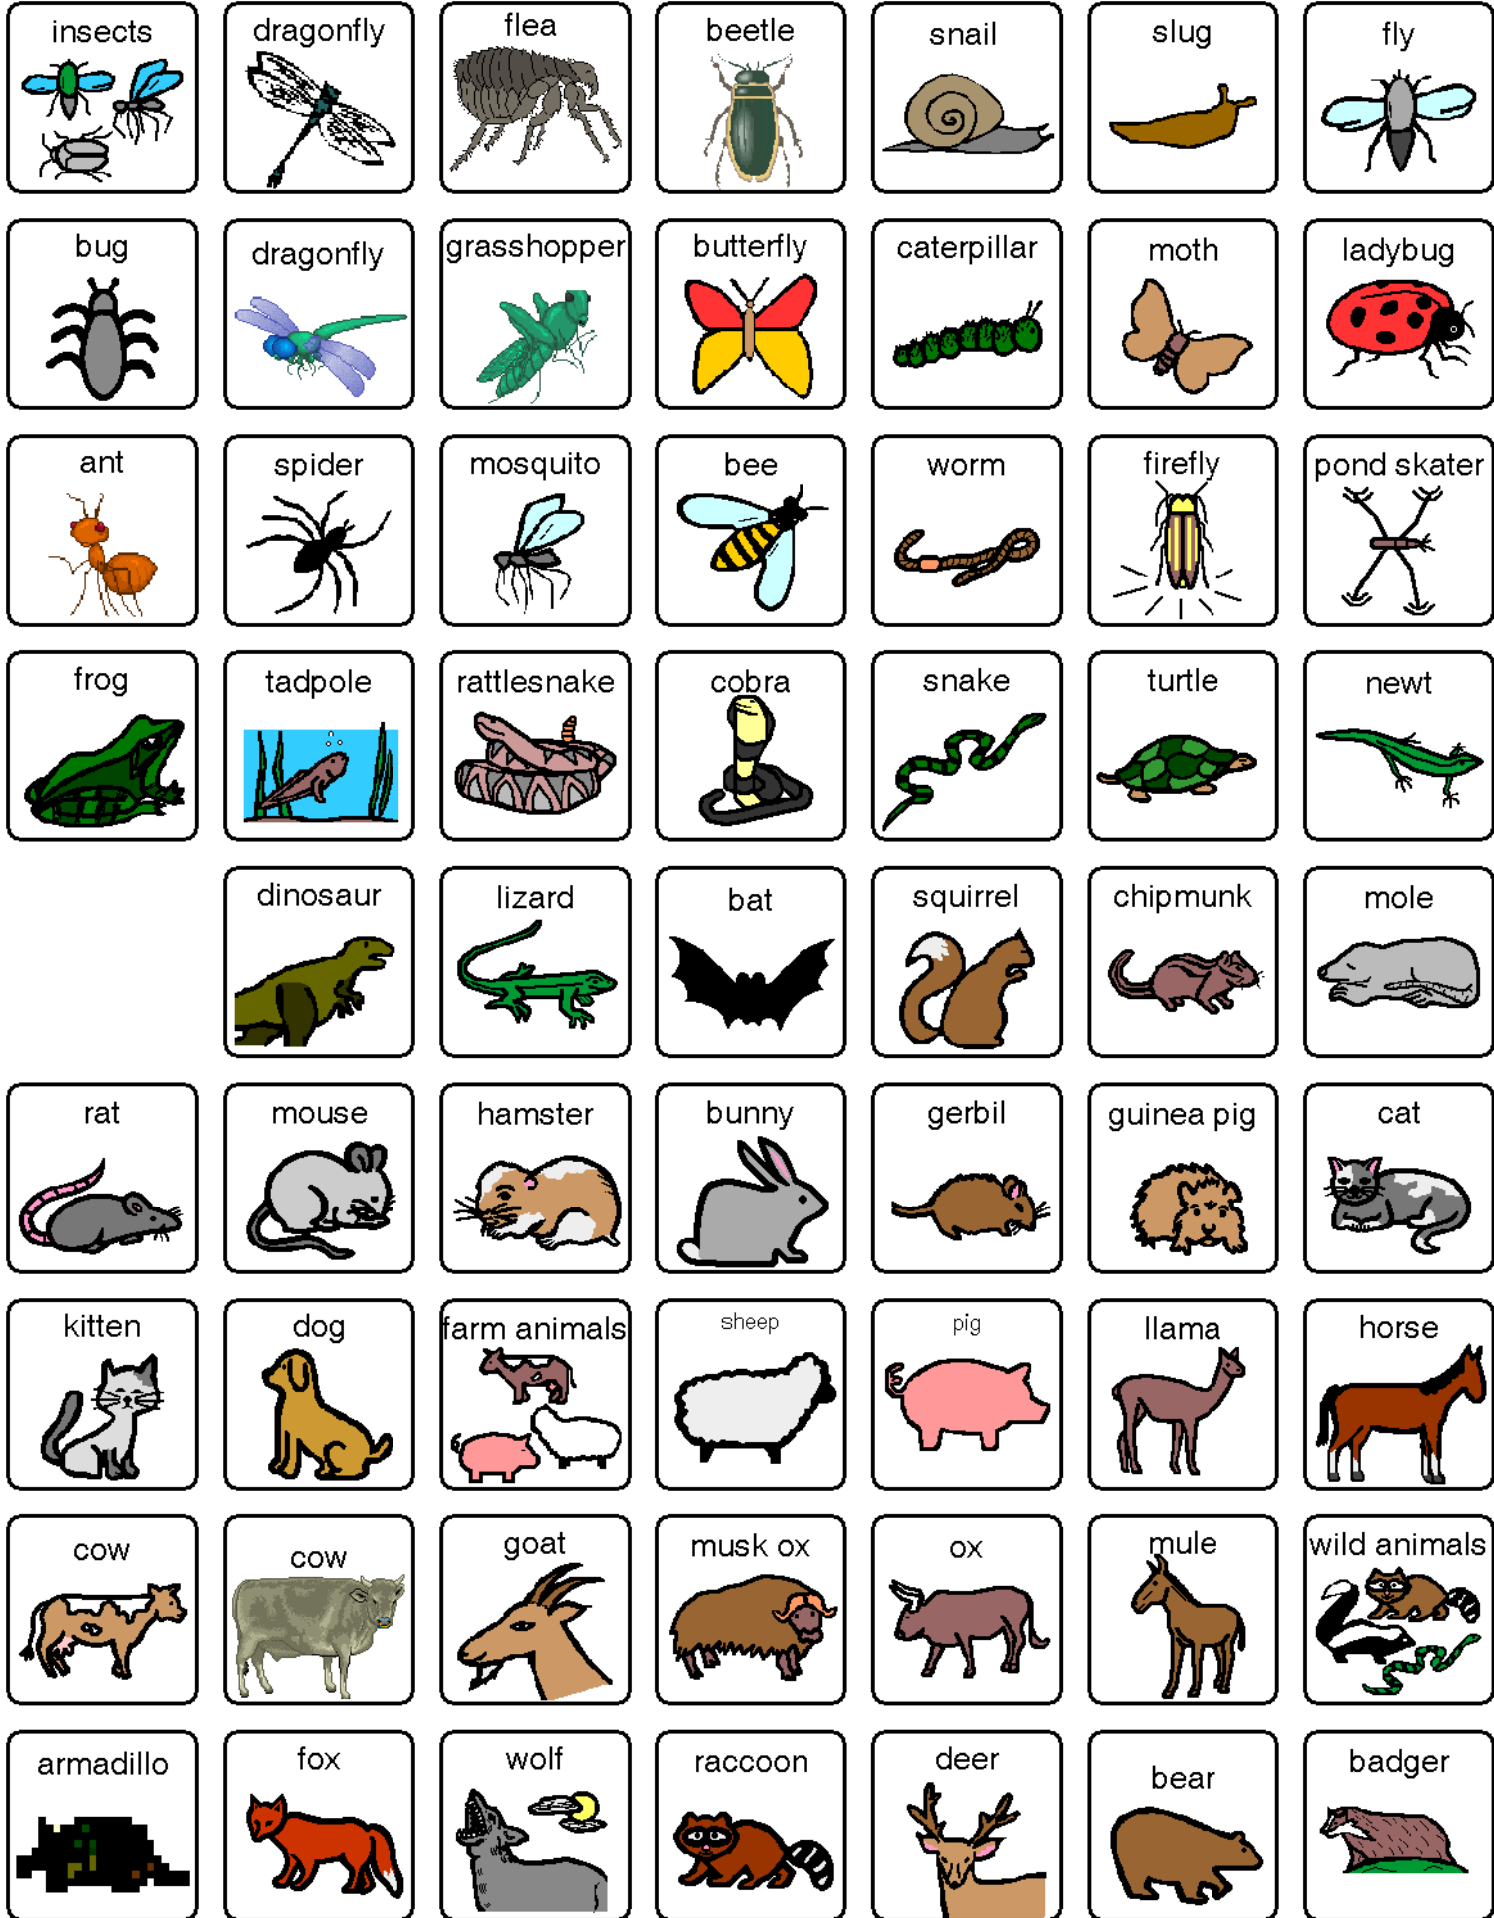 insects
dragonfly
flea
beetle
snail
slug
fly
bug
dragonfly
grasshopper
butterfly
caterpillar
moth
ladybug
ant
spider
mosquito
bee
worm
firefly
pond skater
frog
tadpole
rattlesnake
cobra
snake
turtle
newt
dinosaur
lizard
bat
squirrel
chipmunk
mole
rat
mouse
hamster
bunny
gerbil
guinea pig
cat
kitten
dog
farm animals
sheep
pig
llama
horse
cow
cow
goat
musk ox
ox
mule
wild animals
armadillo
fox
wolf
raccoon
deer
bear
badger